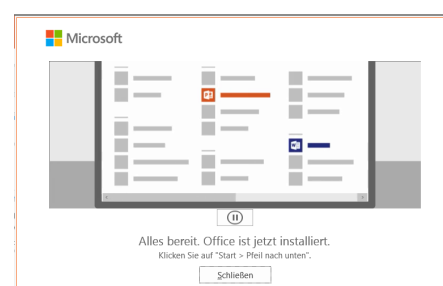 Microsoft
Alles bereit. Office ist jetzt installiert.
Klicken Sie auf "Start > Pfeil nach unten".
Schließen